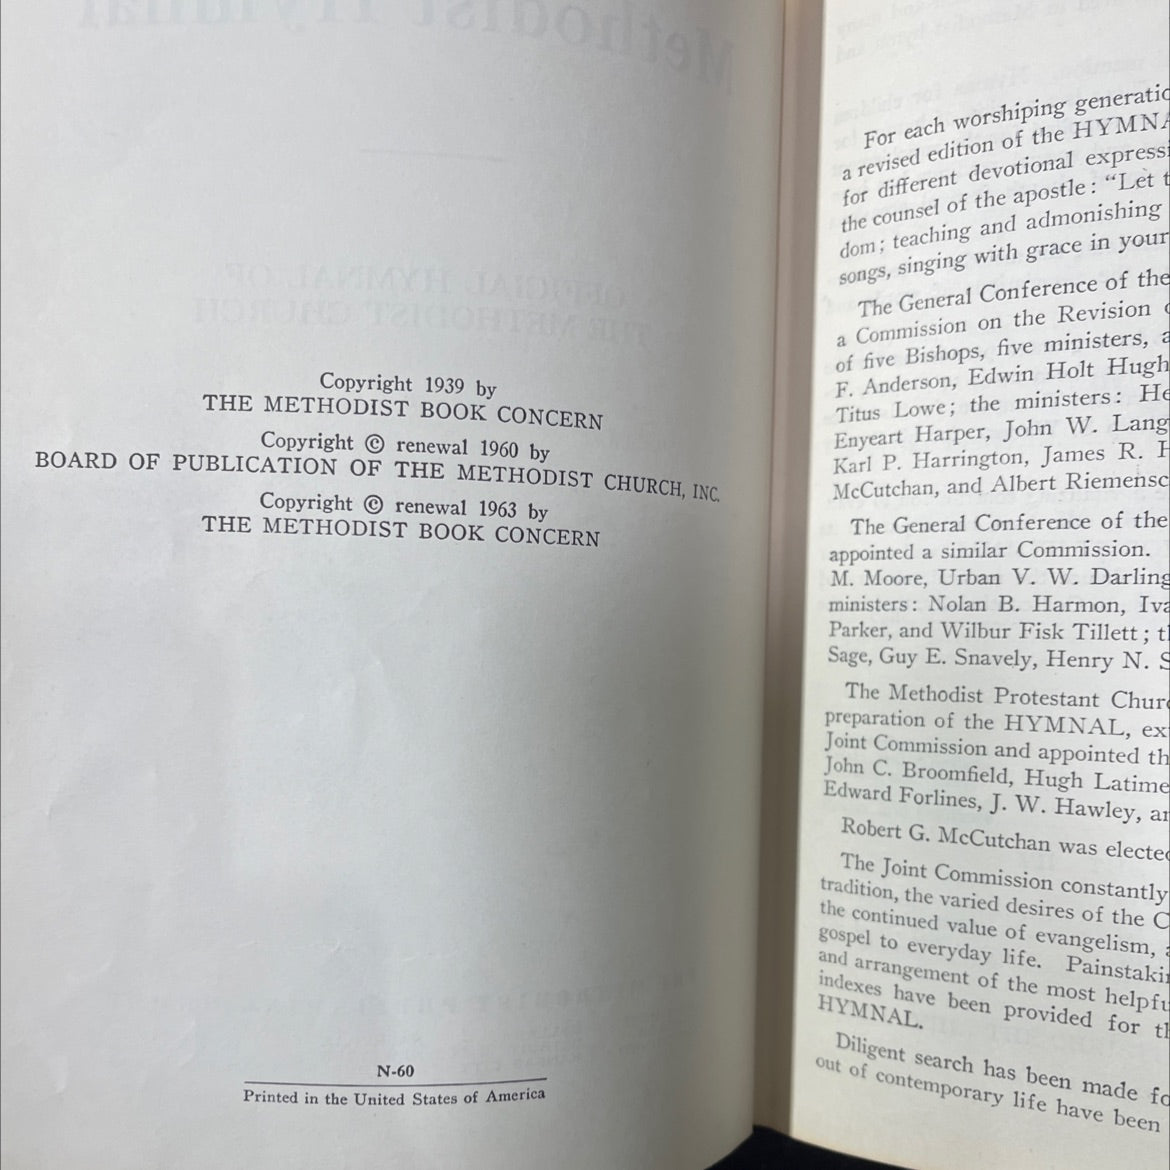 Copyright 1939 by
THE METHODIST BOOK CONCERN
Copyright © renewal 1960 by
BOARD OF PUBLICATION OF THE METHODIST CHURCH, INC.
Copyright © renewal 1963 by
THE METHODIST BOOK CONCERN
N-60
Printed in the United States of America
For each worshiping generatio
a revised edition of the HYMNA
for different devotional expressi
the counsel of the apostle: “Let t
dom; teaching and admonishing
songs, singing with grace in your
The General Conference of the
a Commission on the Revision o
of five Bishops, five ministers, a
F. Anderson, Edwin Holt Hugh
Titus Lowe; the ministers: He
Enyeart Harper, John W. Lang
Karl P. Harrington, James R. H
McCutchan, and Albert Riemensc
The General Conference of the
appointed a similar Commission.
M. Moore, Urban V. W. Darling
ministers: Nolan B. Harmon, Iva
Parker, and Wilbur Fisk Tillett; th
Sage, Guy E. Snavely, Henry N. S
The Methodist Protestant Churc
preparation of the HYMNAL, ex
Joint Commission and appointed th
John C. Broomfield, Hugh Latime
Edward Forlines, J. W. Hawley, an
Robert G. McCutchan was elected
The Joint Commission constantly
tradition, the varied desires of the C
the continued value of evangelism, a
gospel to everyday life. Painstakin
and arrangement of the most helpfu
indexes have been provided for th
HYMNAL.
Diligent search has been made fo
out of contemporary life have been